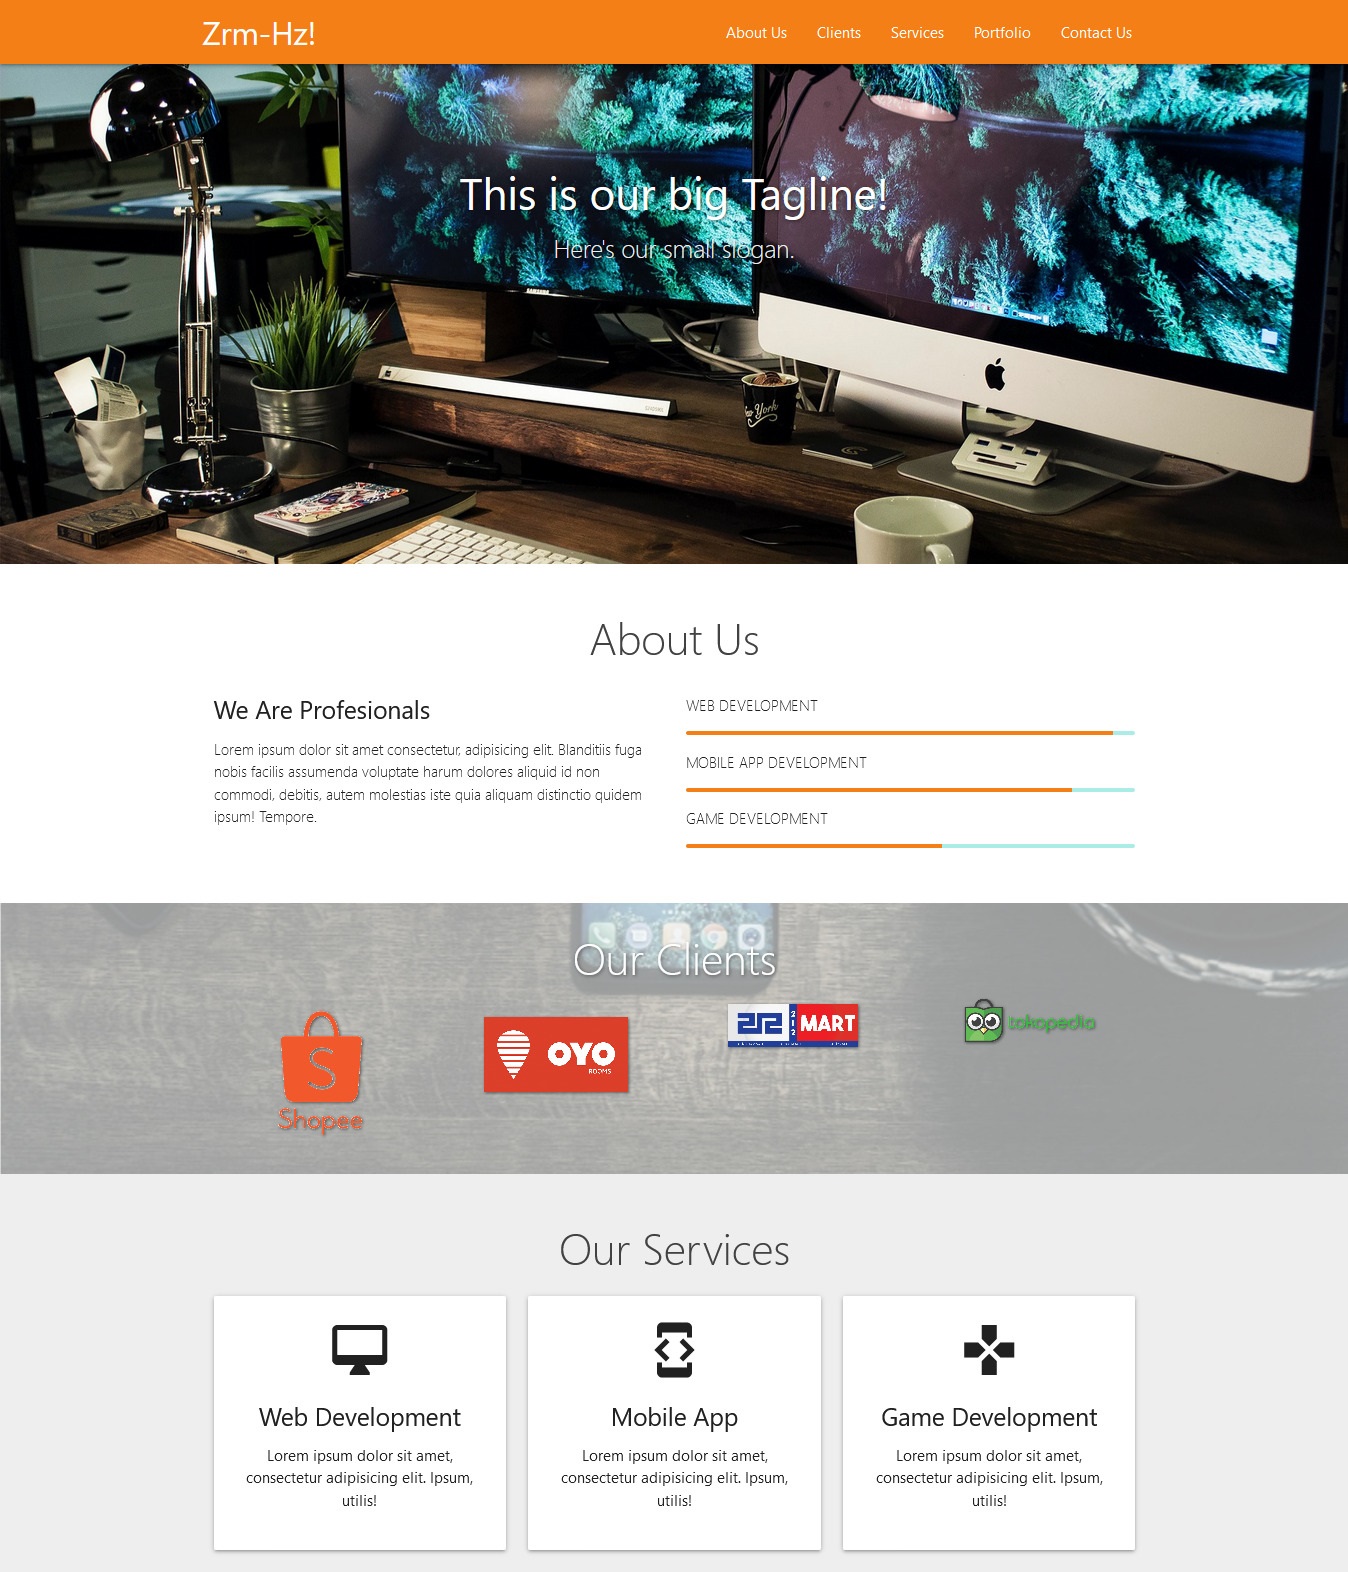 Zrm-Hz!
About Us Clients Services Portfolio Contact Us
This is our big Tagline!
Here's our small slogan.
SAMSUNG
New York
About Us
We Are Profesionals
Lorem ipsum dolor sit amet consectetur, adipisicing elit. Blanditiis fuga
nobis facilis assumenda voluptate harum dolores aliquid id non
commodi, debitis, autem molestias iste quia aliquam distinctio quidem
ipsum! Tempore.
WEB DEVELOPMENT
MOBILE APP DEVELOPMENT
GAME DEVELOPMENT
Our Clients
S
Shopee
OYO
ROOMS
212
212
MART
tokopedia
Our Services
Web Development
Lorem ipsum dolor sit amet,
consectetur adipisicing elit. Ipsum,
utilis!
Mobile App
Lorem ipsum dolor sit amet,
consectetur adipisicing elit. Ipsum,
utilis!
Game Development
Lorem ipsum dolor sit amet,
consectetur adipisicing elit. Ipsum,
utilis!